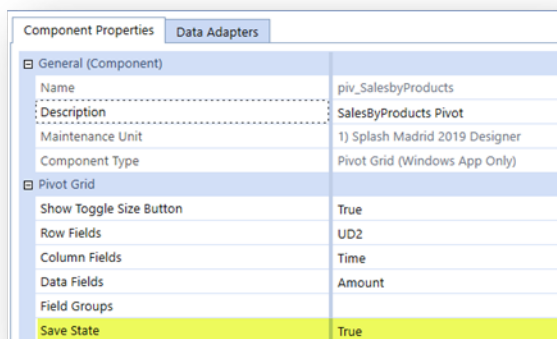 Component Properties Data Adapters
General (Component)
Name piv_SalesbyProducts
Description SalesByProducts Pivot
Maintenance Unit 1) Splash Madrid 2019 Designer
Component Type Pivot Grid (Windows App Only)
Pivot Grid
Show Toggle Size Button True
Row Fields UD2
Column Fields Time
Data Fields Amount
Field Groups
Save State True